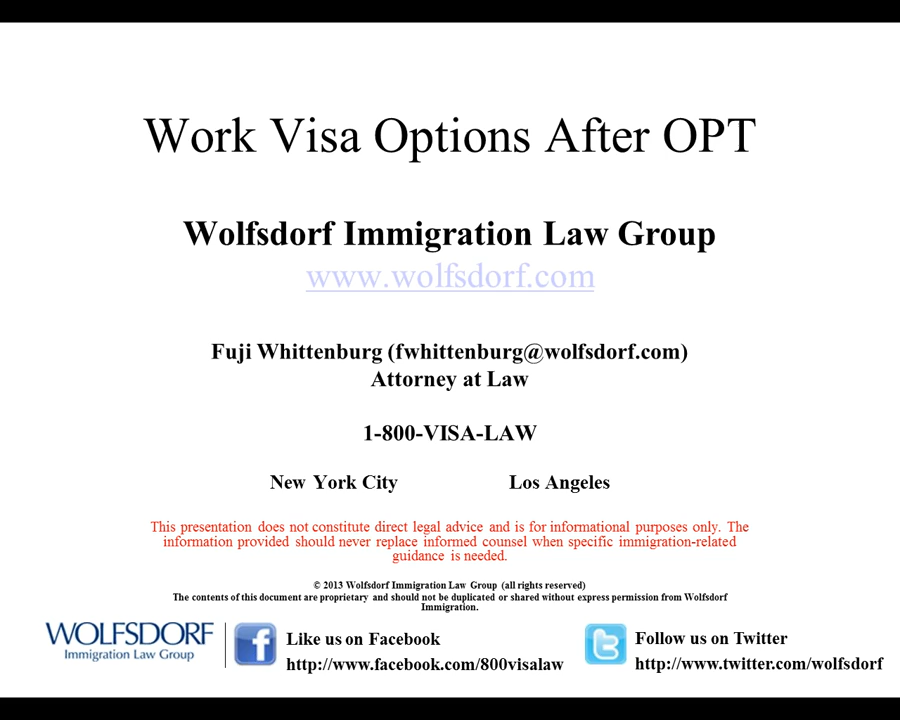 Work Visa Options After OPT
Wolfsdorf Immigration Law Group
www.wolfsdorf.com
Fuji Whittenburg (fwhittenburg@wolfsdorf.com)
Attorney at Law
1-800-VISA-LAW
New York City Los Angeles
This presentation does not constitute direct legal advice and is for informational purposes only. The
information provided should never replace informed counsel when specific immigration-related
guidance is needed.
© 2013 Wolfsdorf Immigration Law Group (all rights reserved)
The contents of this document are proprietary and should not be duplicated or shared without express permission from Wolfsdorf
Immigration.
WOLFSDORF
Immigration Law Group
Like us on Facebook
http://www.facebook.com/800visalaw
Follow us on Twitter
http://www.twitter.com/wolfsdorf